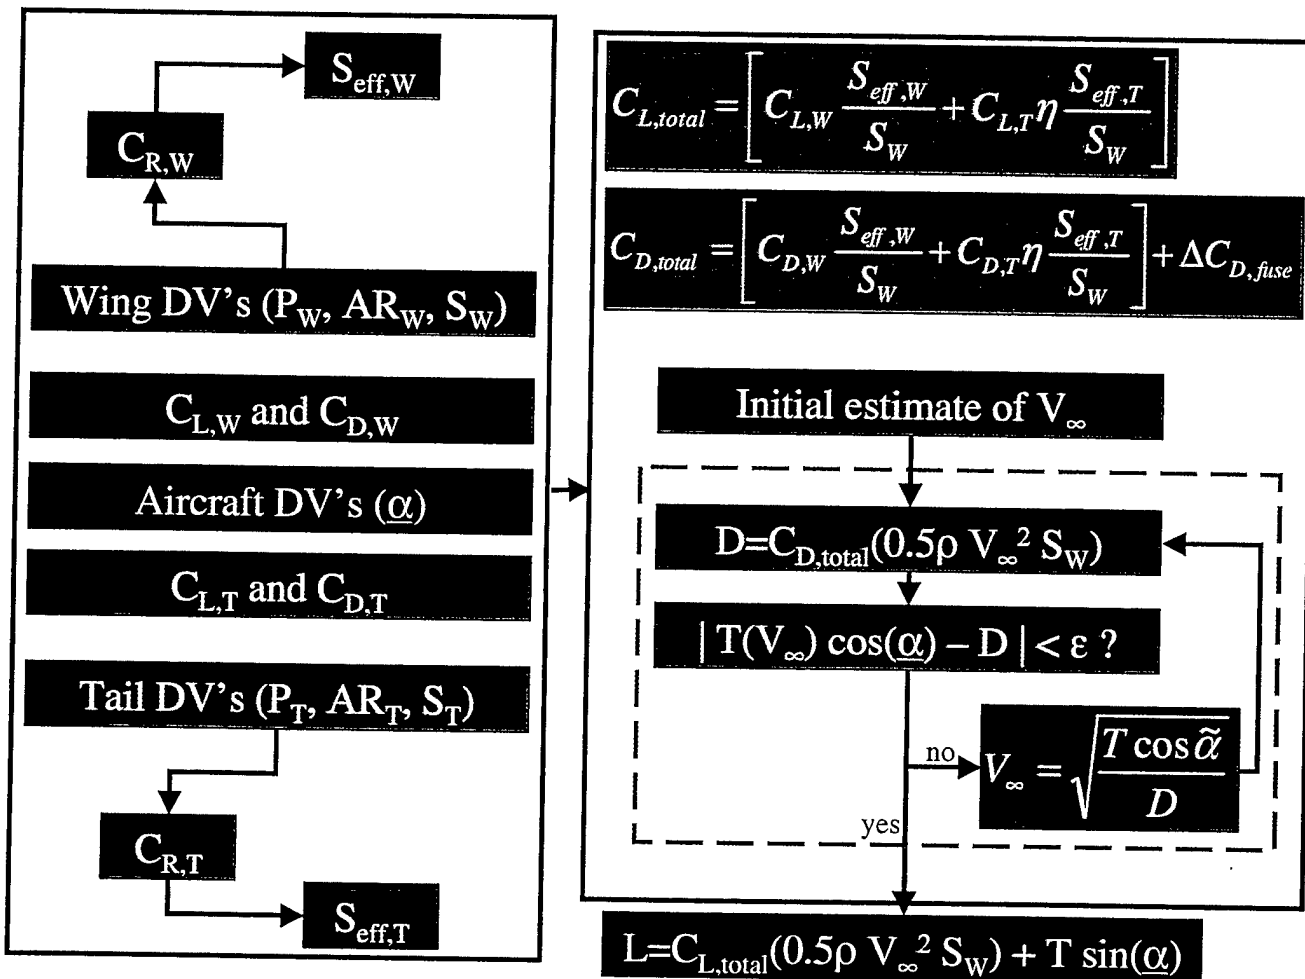 S_eff,W
C_R,W
Wing DV's (P_W, AR_W, S_W)
C_L,W and C_D,W
Aircraft DV's (α)
C_L,T and C_D,T
Tail DV's (P_T, AR_T, S_T)
C_R,T
S_eff,T
C_L,total = [ C_L,W S_eff,W / S_W + C_L,T η S_eff,T / S_W ]
C_D,total = [ C_D,W S_eff,W / S_W + C_D,T η S_eff,T / S_W ] + ΔC_D,fuse
Initial estimate of V_∞
D=C_D,total(0.5ρ V_∞² S_W)
| T(V_∞) cos(α) – D | < ε ?
no
V_∞ = √(T cos α̃ / D)
yes
L=C_L,total(0.5ρ V_∞² S_W) + T sin(α)